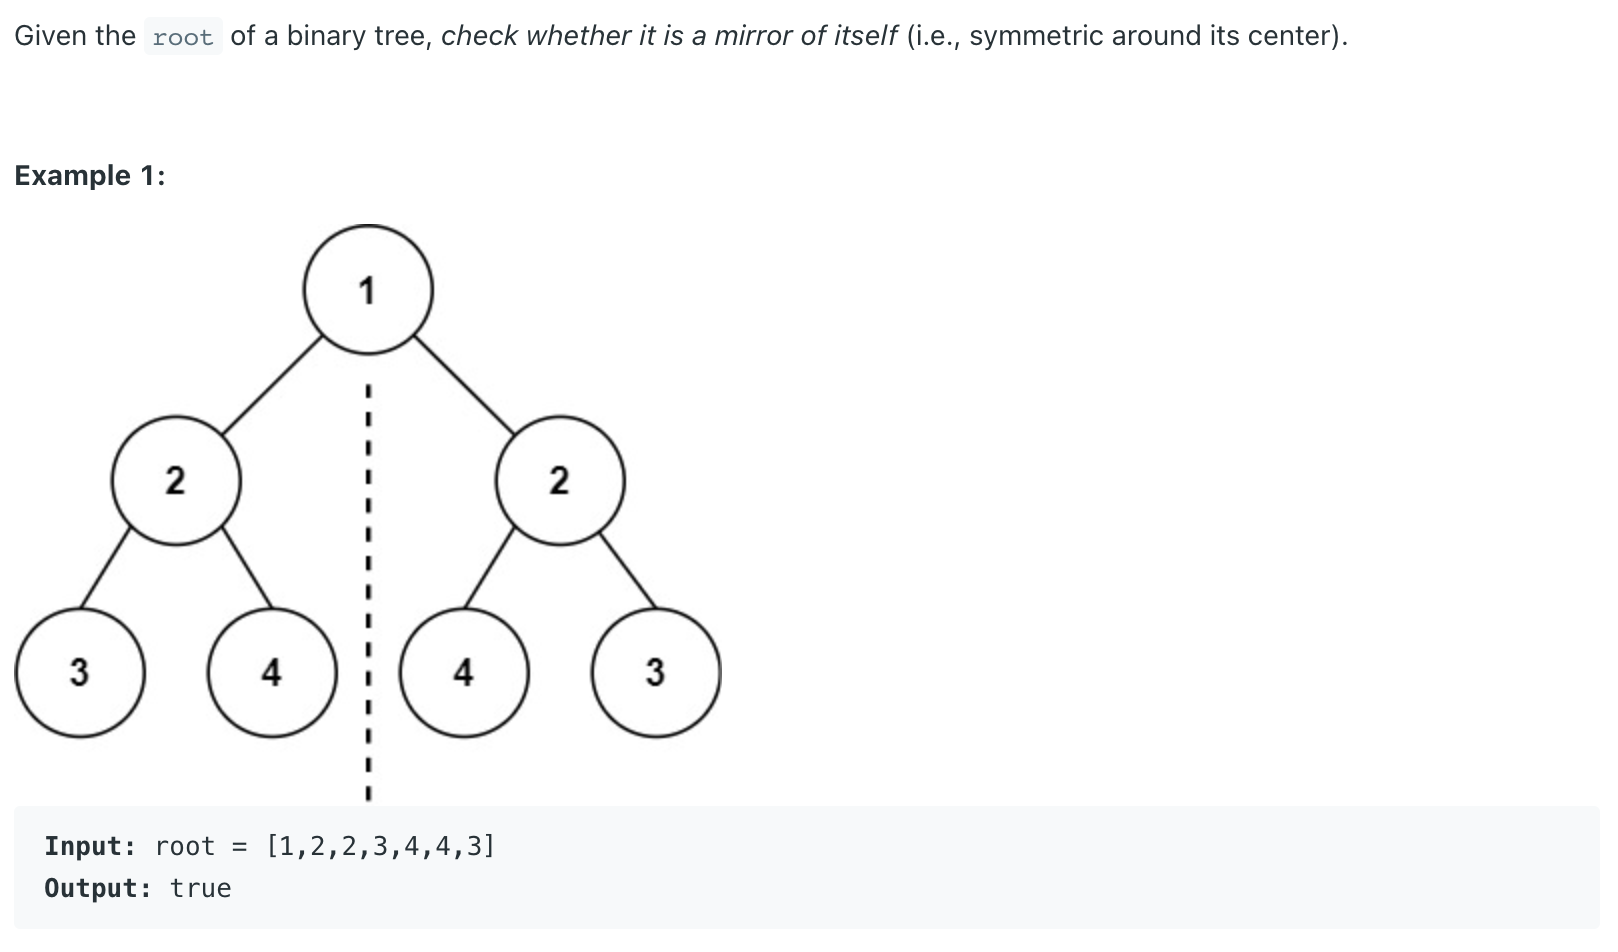 Given the root of a binary tree, check whether it is a mirror of itself (i.e., symmetric around its center).
Example 1:
1
2 2
3 4 4 3
Input: root = [1,2,2,3,4,4,3]
Output: true